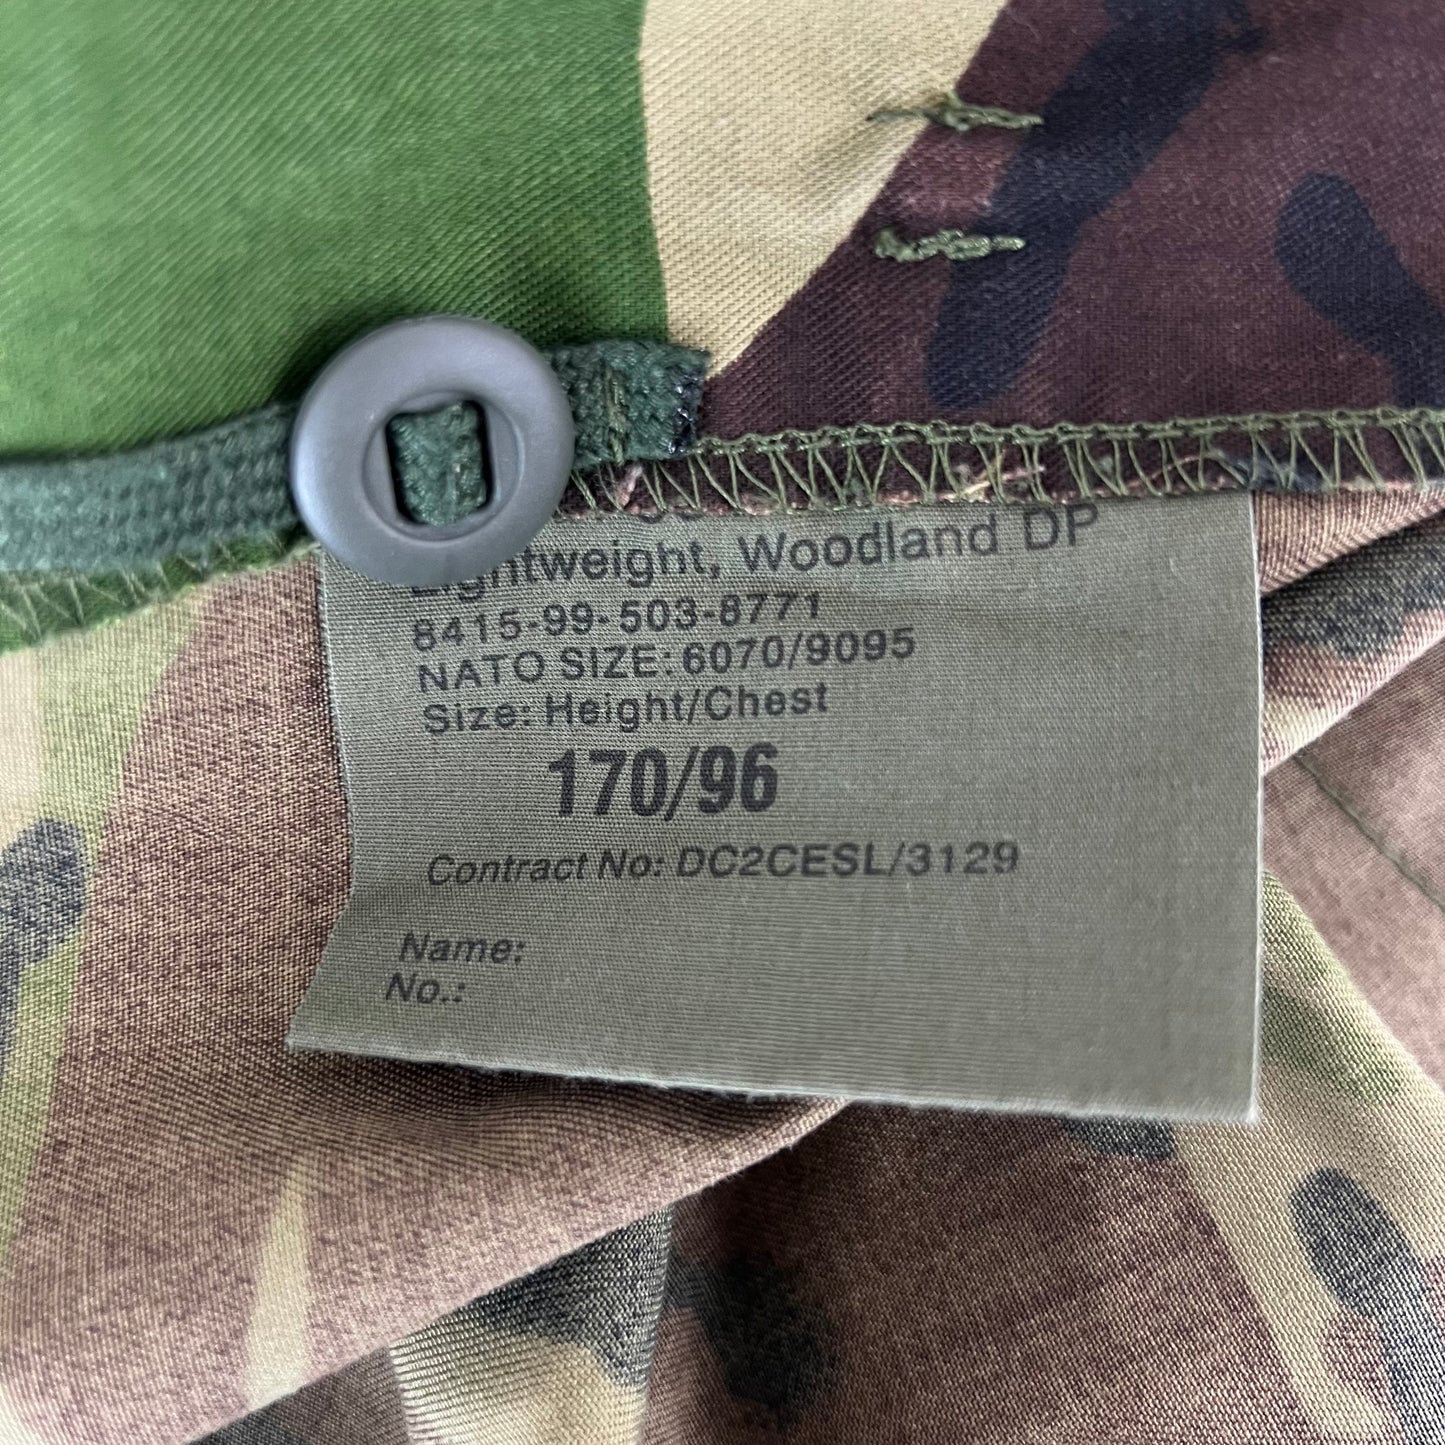 Lightweight, Woodland DP
8415-99-503-8771
NATO SIZE: 6070/9095
Size: Height/Chest
170/96
Contract No: DC2CESL/3129
Name:
No.: